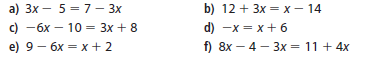 a) 3x − 5 = 7 − 3x b) 12 + 3x = x − 14
c) −6x − 10 = 3x + 8 d) −x = x + 6
e) 9 − 6x = x + 2 f) 8x − 4 − 3x = 11 + 4x